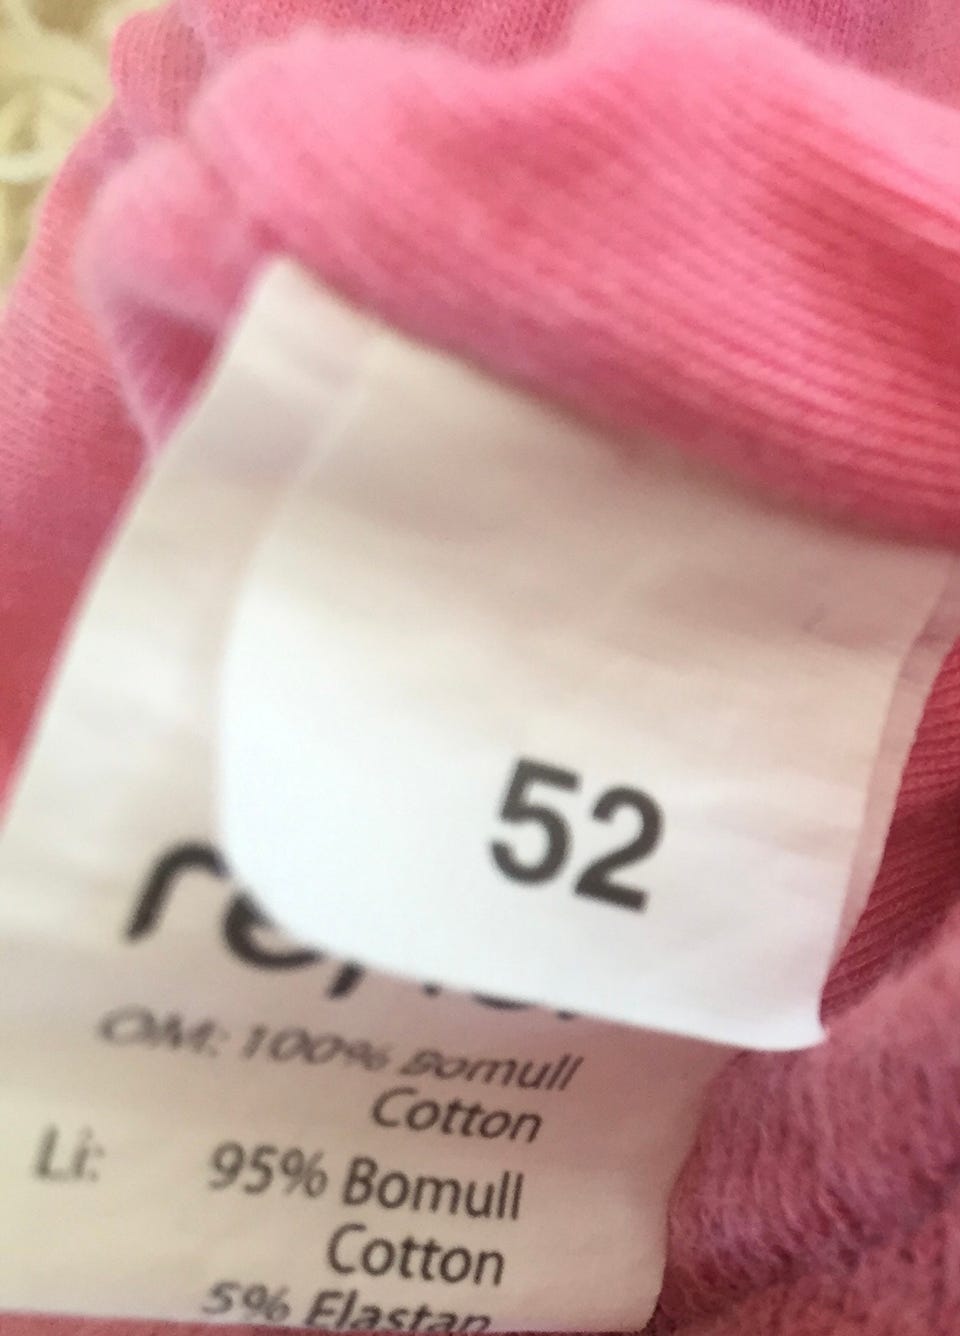 52
OM: 100% Bomull
Cotton
Li: 95% Bomull
Cotton
5% Elastan